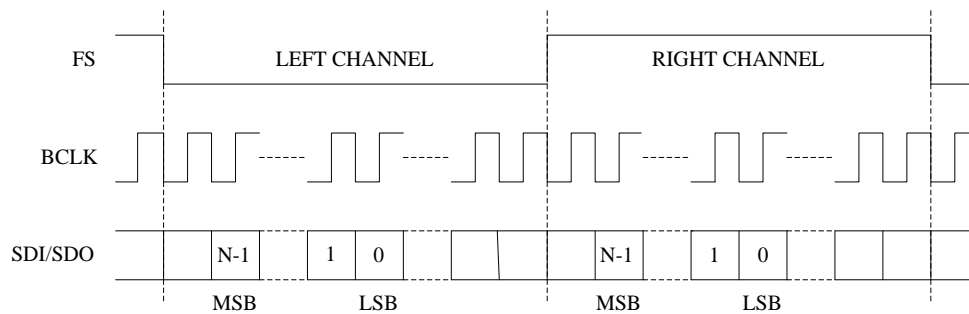 FS LEFT CHANNEL RIGHT CHANNEL
BCLK
SDI/SDO N-1 1 0 N-1 1 0
MSB LSB MSB LSB